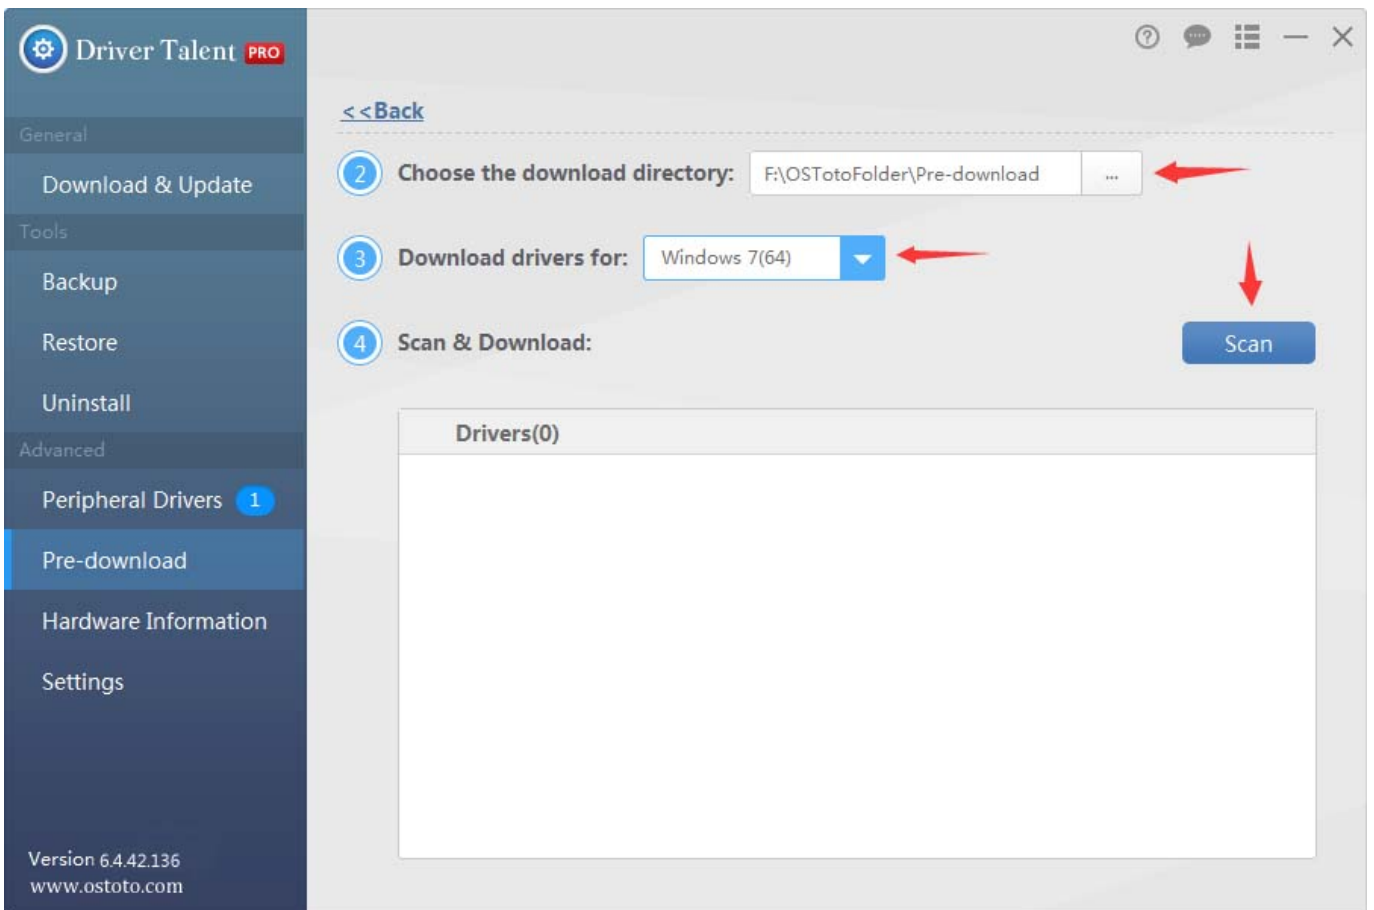 Driver Talent PRO
<<Back
General
Download & Update
Tools
Backup
Restore
Uninstall
Advanced
Peripheral Drivers 1
Pre-download
Hardware Information
Settings
Version 6.4.42.136
www.ostoto.com
2 Choose the download directory: F:\OSTotoFolder\Pre-download ...
3 Download drivers for: Windows 7(64)
4 Scan & Download: Scan
Drivers(0)